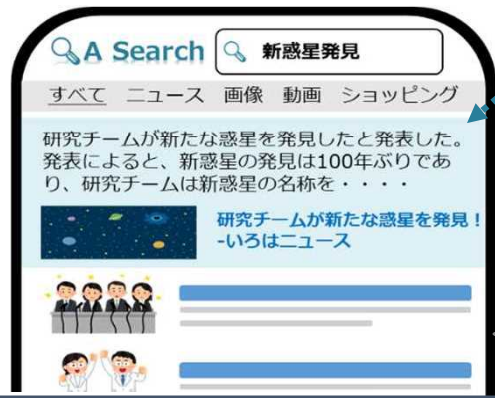 A Search 新惑星発見
すべて ニュース 画像 動画 ショッピング
研究チームが新たな惑星を発見したと発表した。
発表によると、新惑星の発見は100年ぶりであ
り、研究チームは新惑星の名称を・・・・
研究チームが新たな惑星を発見！
-いろはニュース